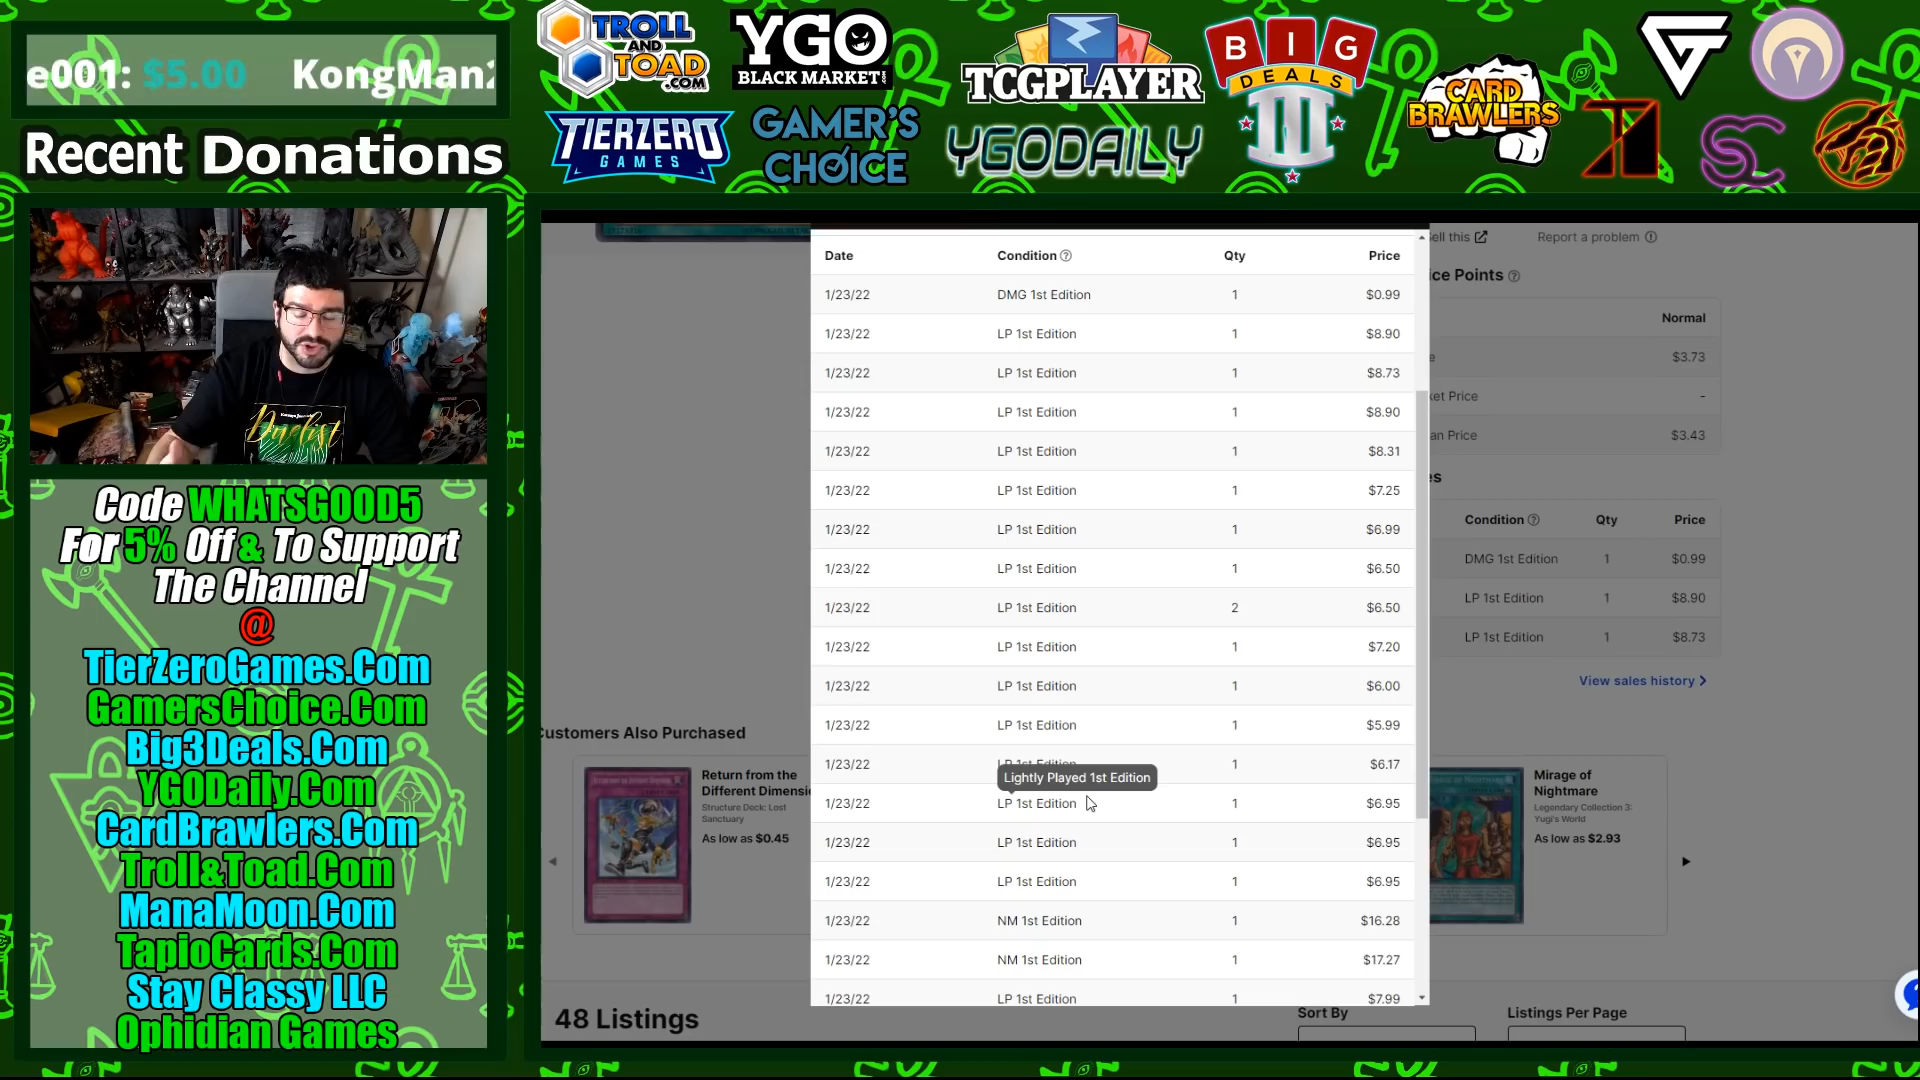 e001: $5.00 KongMan2
Recent Donations
TROLL AND TOAD .COM
YGO BLACK MARKET.COM
TCGPLAYER
BIG DEALS
CARD BRAWLERS
TIERZERO GAMES
GAMER'S CHOICE
YGODAILY
SC
Duelist
Code WHATSGOOD5
For 5% Off & To Support
The Channel
@
TierZeroGames.Com
GamersChoice.Com
Big3Deals.Com
YGODaily.Com
CardBrawlers.Com
Troll&Toad.Com
ManaMoon.Com
TapioCards.Com
Stay Classy LLC
Ophidian Games
Date Condition Qty Price
1/23/22 DMG 1st Edition 1 $0.99
1/23/22 LP 1st Edition 1 $8.90
1/23/22 LP 1st Edition 1 $8.73
1/23/22 LP 1st Edition 1 $8.90
1/23/22 LP 1st Edition 1 $8.31
1/23/22 LP 1st Edition 1 $7.25
1/23/22 LP 1st Edition 1 $6.99
1/23/22 LP 1st Edition 1 $6.50
1/23/22 LP 1st Edition 2 $6.50
1/23/22 LP 1st Edition 1 $7.20
1/23/22 LP 1st Edition 1 $6.00
1/23/22 LP 1st Edition 1 $5.99
1/23/22 LP 1st Edition 1 $6.17
Lightly Played 1st Edition
1/23/22 LP 1st Edition 1 $6.95
1/23/22 LP 1st Edition 1 $6.95
1/23/22 LP 1st Edition 1 $6.95
1/23/22 NM 1st Edition 1 $16.28
1/23/22 NM 1st Edition 1 $17.27
1/23/22 LP 1st Edition 1 $7.99
ell this Report a problem
ice Points
Normal
e $3.73
ket Price -
an Price $3.43
es
Condition Qty Price
DMG 1st Edition 1 $0.99
LP 1st Edition 1 $8.90
LP 1st Edition 1 $8.73
View sales history
Customers Also Purchased
Return from the
Different Dimensi
Structure Deck: Lost
Sanctuary
As low as $0.45
Mirage of
Nightmare
Legendary Collection 3:
Yugi's World
As low as $2.93
48 Listings
Sort By
Listings Per Page